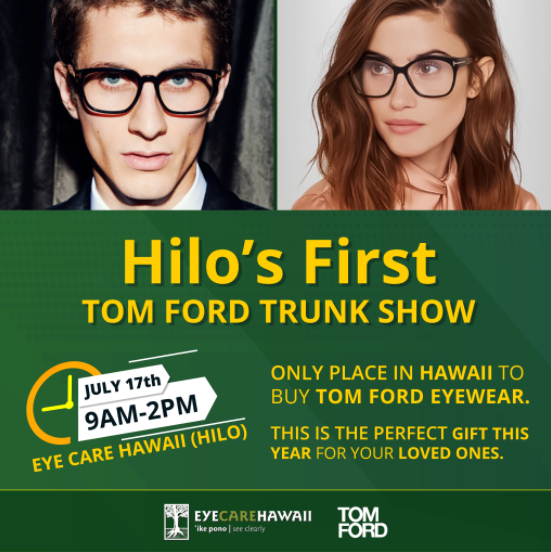 Hilo's First
TOM FORD TRUNK SHOW
JULY 17th
9AM-2PM
EYE CARE HAWAII (HILO)
ONLY PLACE IN HAWAII TO
BUY TOM FORD EYEWEAR.
THIS IS THE PERFECT GIFT THIS
YEAR FOR YOUR LOVED ONES.
EYECAREHAWAII
'ike pono | see clearly
TOM
FORD